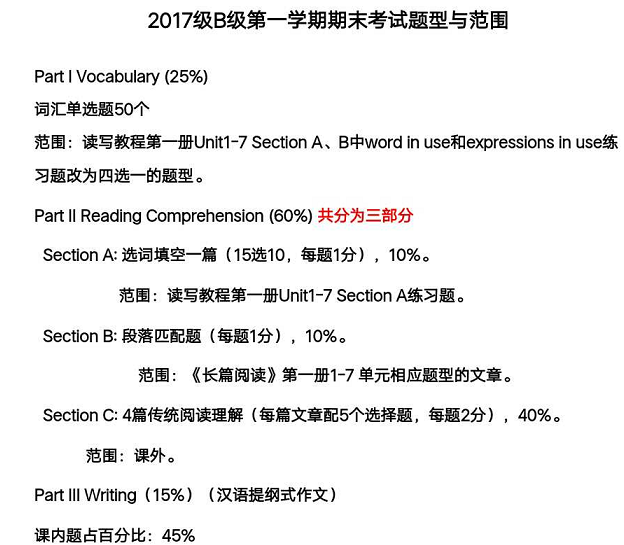 2017级B级第一学期期末考试题型与范围
Part I Vocabulary (25%)
词汇单选题50个
范围：读写教程第一册Unit1-7 Section A、B中word in use和expressions in use练
习题改为四选一的题型。
Part II Reading Comprehension (60%) 共分为三部分
Section A: 选词填空一篇（15选10，每题1分），10%。
范围：读写教程第一册Unit1-7 Section A练习题。
Section B: 段落匹配题（每题1分），10%。
范围：《长篇阅读》第一册1-7 单元相应题型的文章。
Section C: 4篇传统阅读理解（每篇文章配5个选择题，每题2分），40%。
范围：课外。
Part III Writing（15%）（汉语提纲式作文）
课内题占百分比：45%